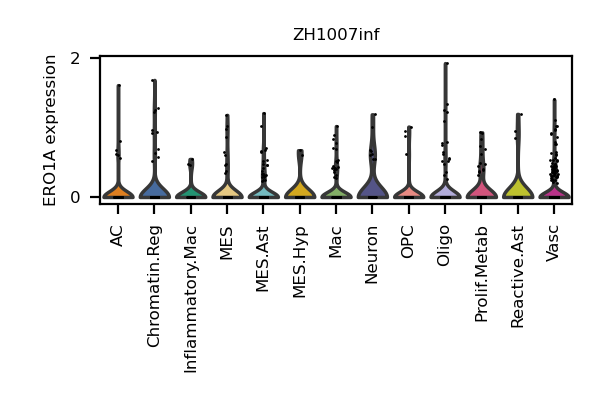 ZH1007inf
ERO1A expression
2
0
AC
Chromatin.Reg
Inflammatory.Mac
MES
MES.Ast
MES.Hyp
Mac
Neuron
OPC
Oligo
Prolif.Metab
Reactive.Ast
Vasc